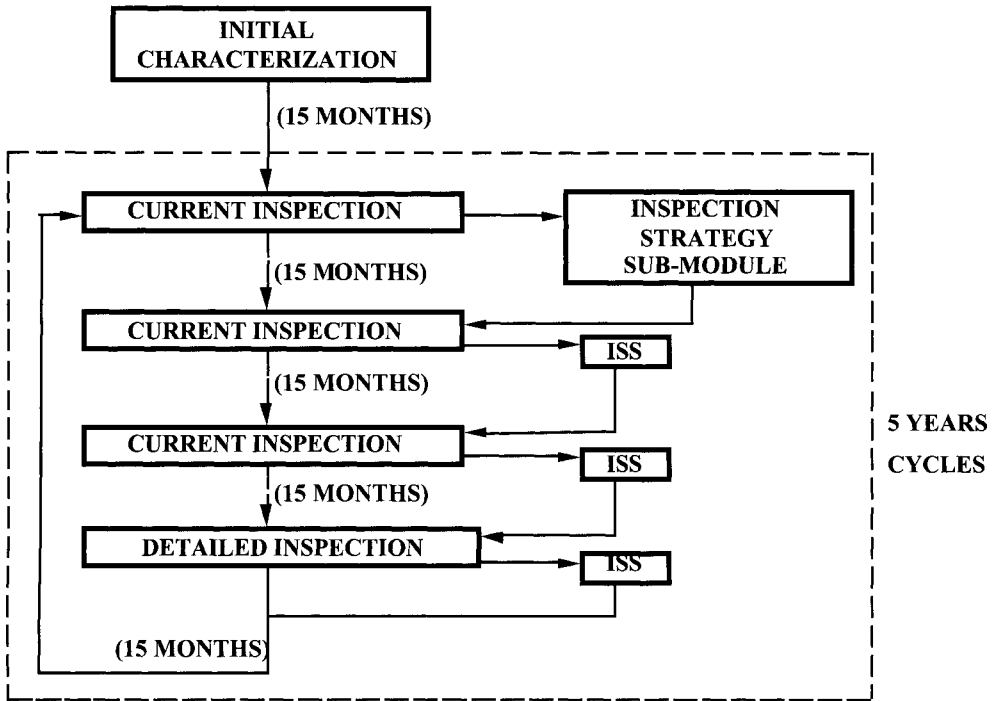 INITIAL
CHARACTERIZATION
(15 MONTHS)
CURRENT INSPECTION
INSPECTION
STRATEGY
SUB-MODULE
(15 MONTHS)
CURRENT INSPECTION
ISS
(15 MONTHS)
CURRENT INSPECTION
ISS
(15 MONTHS)
DETAILED INSPECTION
ISS
(15 MONTHS)
5 YEARS
CYCLES